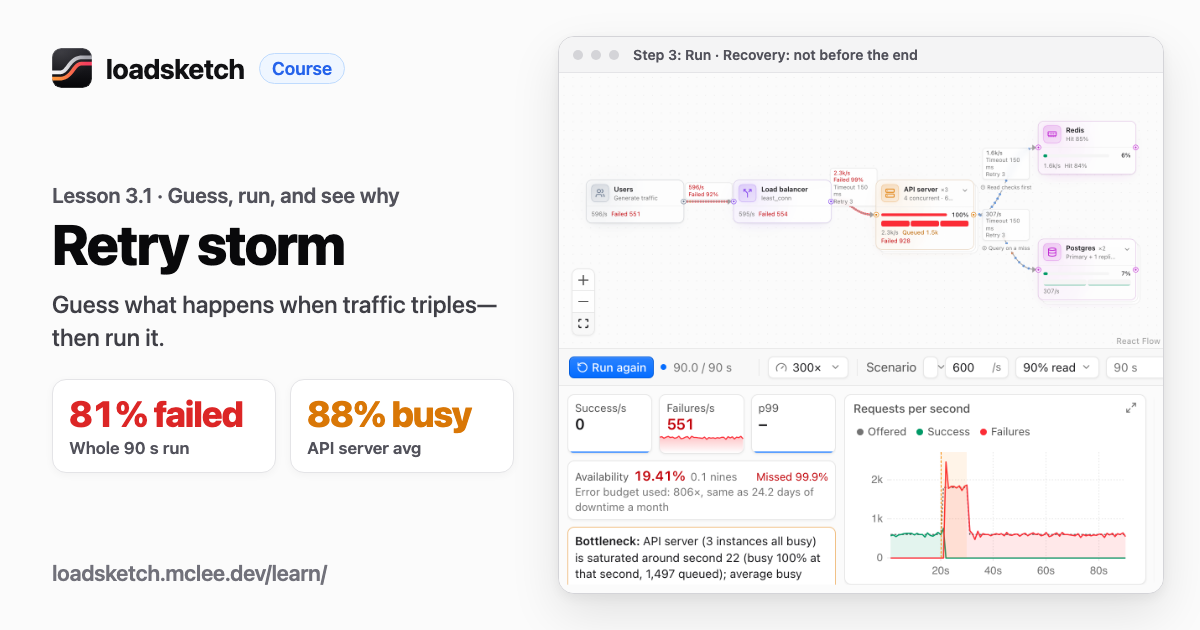 loadsketch
Course
Lesson 3.1 · Guess, run, and see why
Retry storm
Guess what happens when traffic triples—
then run it.
81% failed
Whole 90 s run
88% busy
API server avg
loadsketch.mclee.dev/learn/
Step 3: Run · Recovery: not before the end
Users
Generate traffic
596/s Failed 551
596/s
Failed 92%
Load balancer
least_conn
595/s Failed 554
2.3k/s
Failed 99%
Timeout 150
ms
Retry 3
API server ×3
4 concurrent · 6...
100%
2.3k/s Queued 1.5k
Failed 928
1.6k/s
Timeout 150
ms
Retry 3
Read checks first
307/s
Timeout 150
ms
Retry 3
Query on a miss
Redis
Hit 85%
6%
1.6k/s Hit 84%
Postgres ×2
Primary + 1 repli...
7%
307/s
React Flow
Run again
90.0 / 90 s
300×
Scenario
600 /s
90% read
90 s
Success/s
0
Failures/s
551
p99
–
Availability 19.41% 0.1 nines Missed 99.9%
Error budget used: 806×, same as 24.2 days of
downtime a month
Bottleneck: API server (3 instances all busy)
is saturated around second 22 (busy 100% at
that second, 1,497 queued); average busy
Requests per second
Offered Success Failures
2k
1k
0
20s 40s 60s 80s